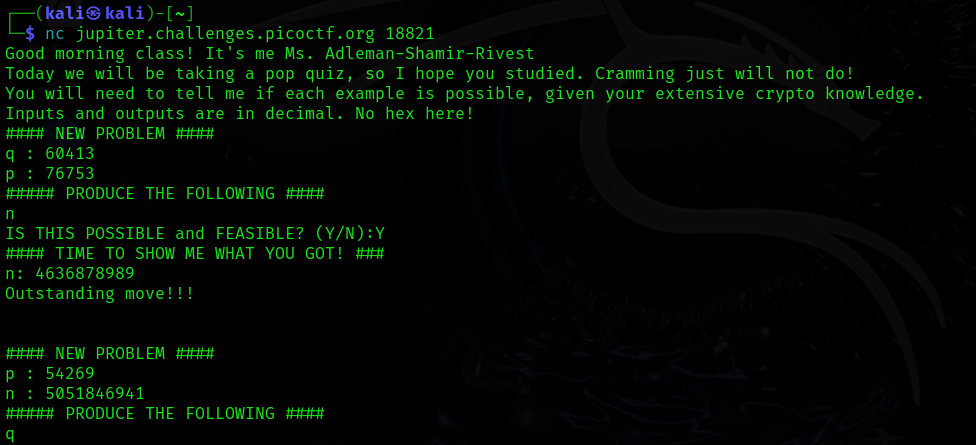 ┌──(kali㉿kali)-[~]
└─$ nc jupiter.challenges.picoctf.org 18821
Good morning class! It's me Ms. Adleman-Shamir-Rivest
Today we will be taking a pop quiz, so I hope you studied. Cramming just will not do!
You will need to tell me if each example is possible, given your extensive crypto knowledge.
Inputs and outputs are in decimal. No hex here!
#### NEW PROBLEM ####
q : 60413
p : 76753
##### PRODUCE THE FOLLOWING ####
n
IS THIS POSSIBLE and FEASIBLE? (Y/N):Y
#### TIME TO SHOW ME WHAT YOU GOT! ###
n: 4636878989
Outstanding move!!!
#### NEW PROBLEM ####
p : 54269
n : 5051846941
##### PRODUCE THE FOLLOWING ####
q